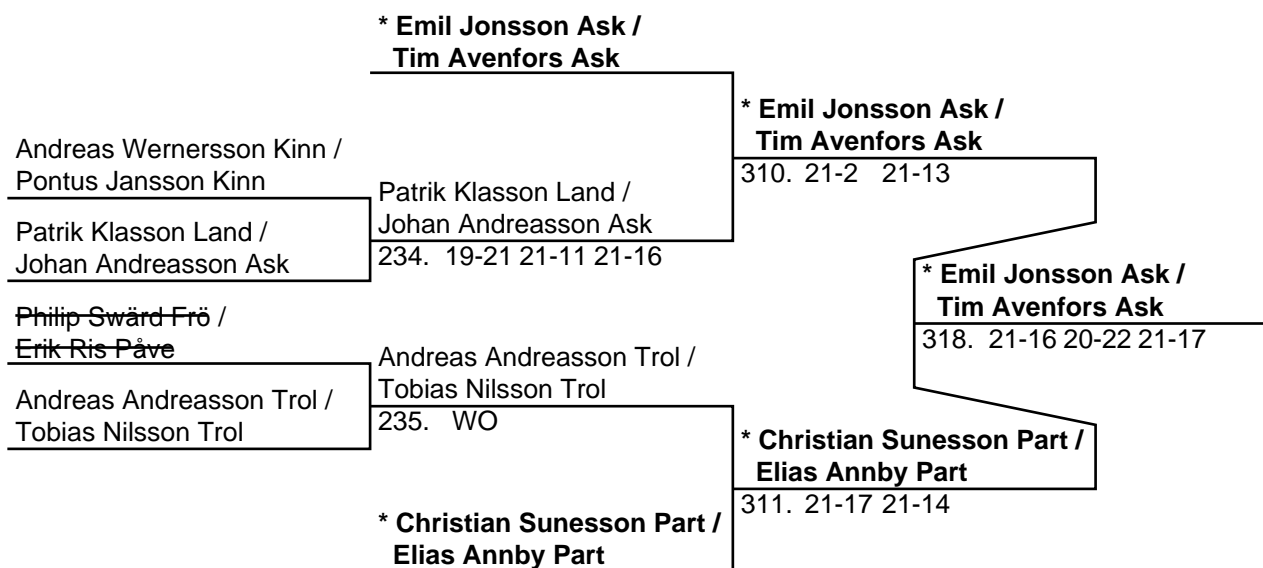 * Emil Jonsson Ask /
Tim Avenfors Ask
* Emil Jonsson Ask /
Tim Avenfors Ask
310. 21-2 21-13
Andreas Wernersson Kinn /
Pontus Jansson Kinn
Patrik Klasson Land /
Johan Andreasson Ask
234. 19-21 21-11 21-16
Patrik Klasson Land /
Johan Andreasson Ask
* Emil Jonsson Ask /
Tim Avenfors Ask
318. 21-16 20-22 21-17
Philip Swärd Frö /
Erik Ris Påve
Andreas Andreasson Trol /
Tobias Nilsson Trol
235. WO
Andreas Andreasson Trol /
Tobias Nilsson Trol
* Christian Sunesson Part /
Elias Annby Part
311. 21-17 21-14
* Christian Sunesson Part /
Elias Annby Part